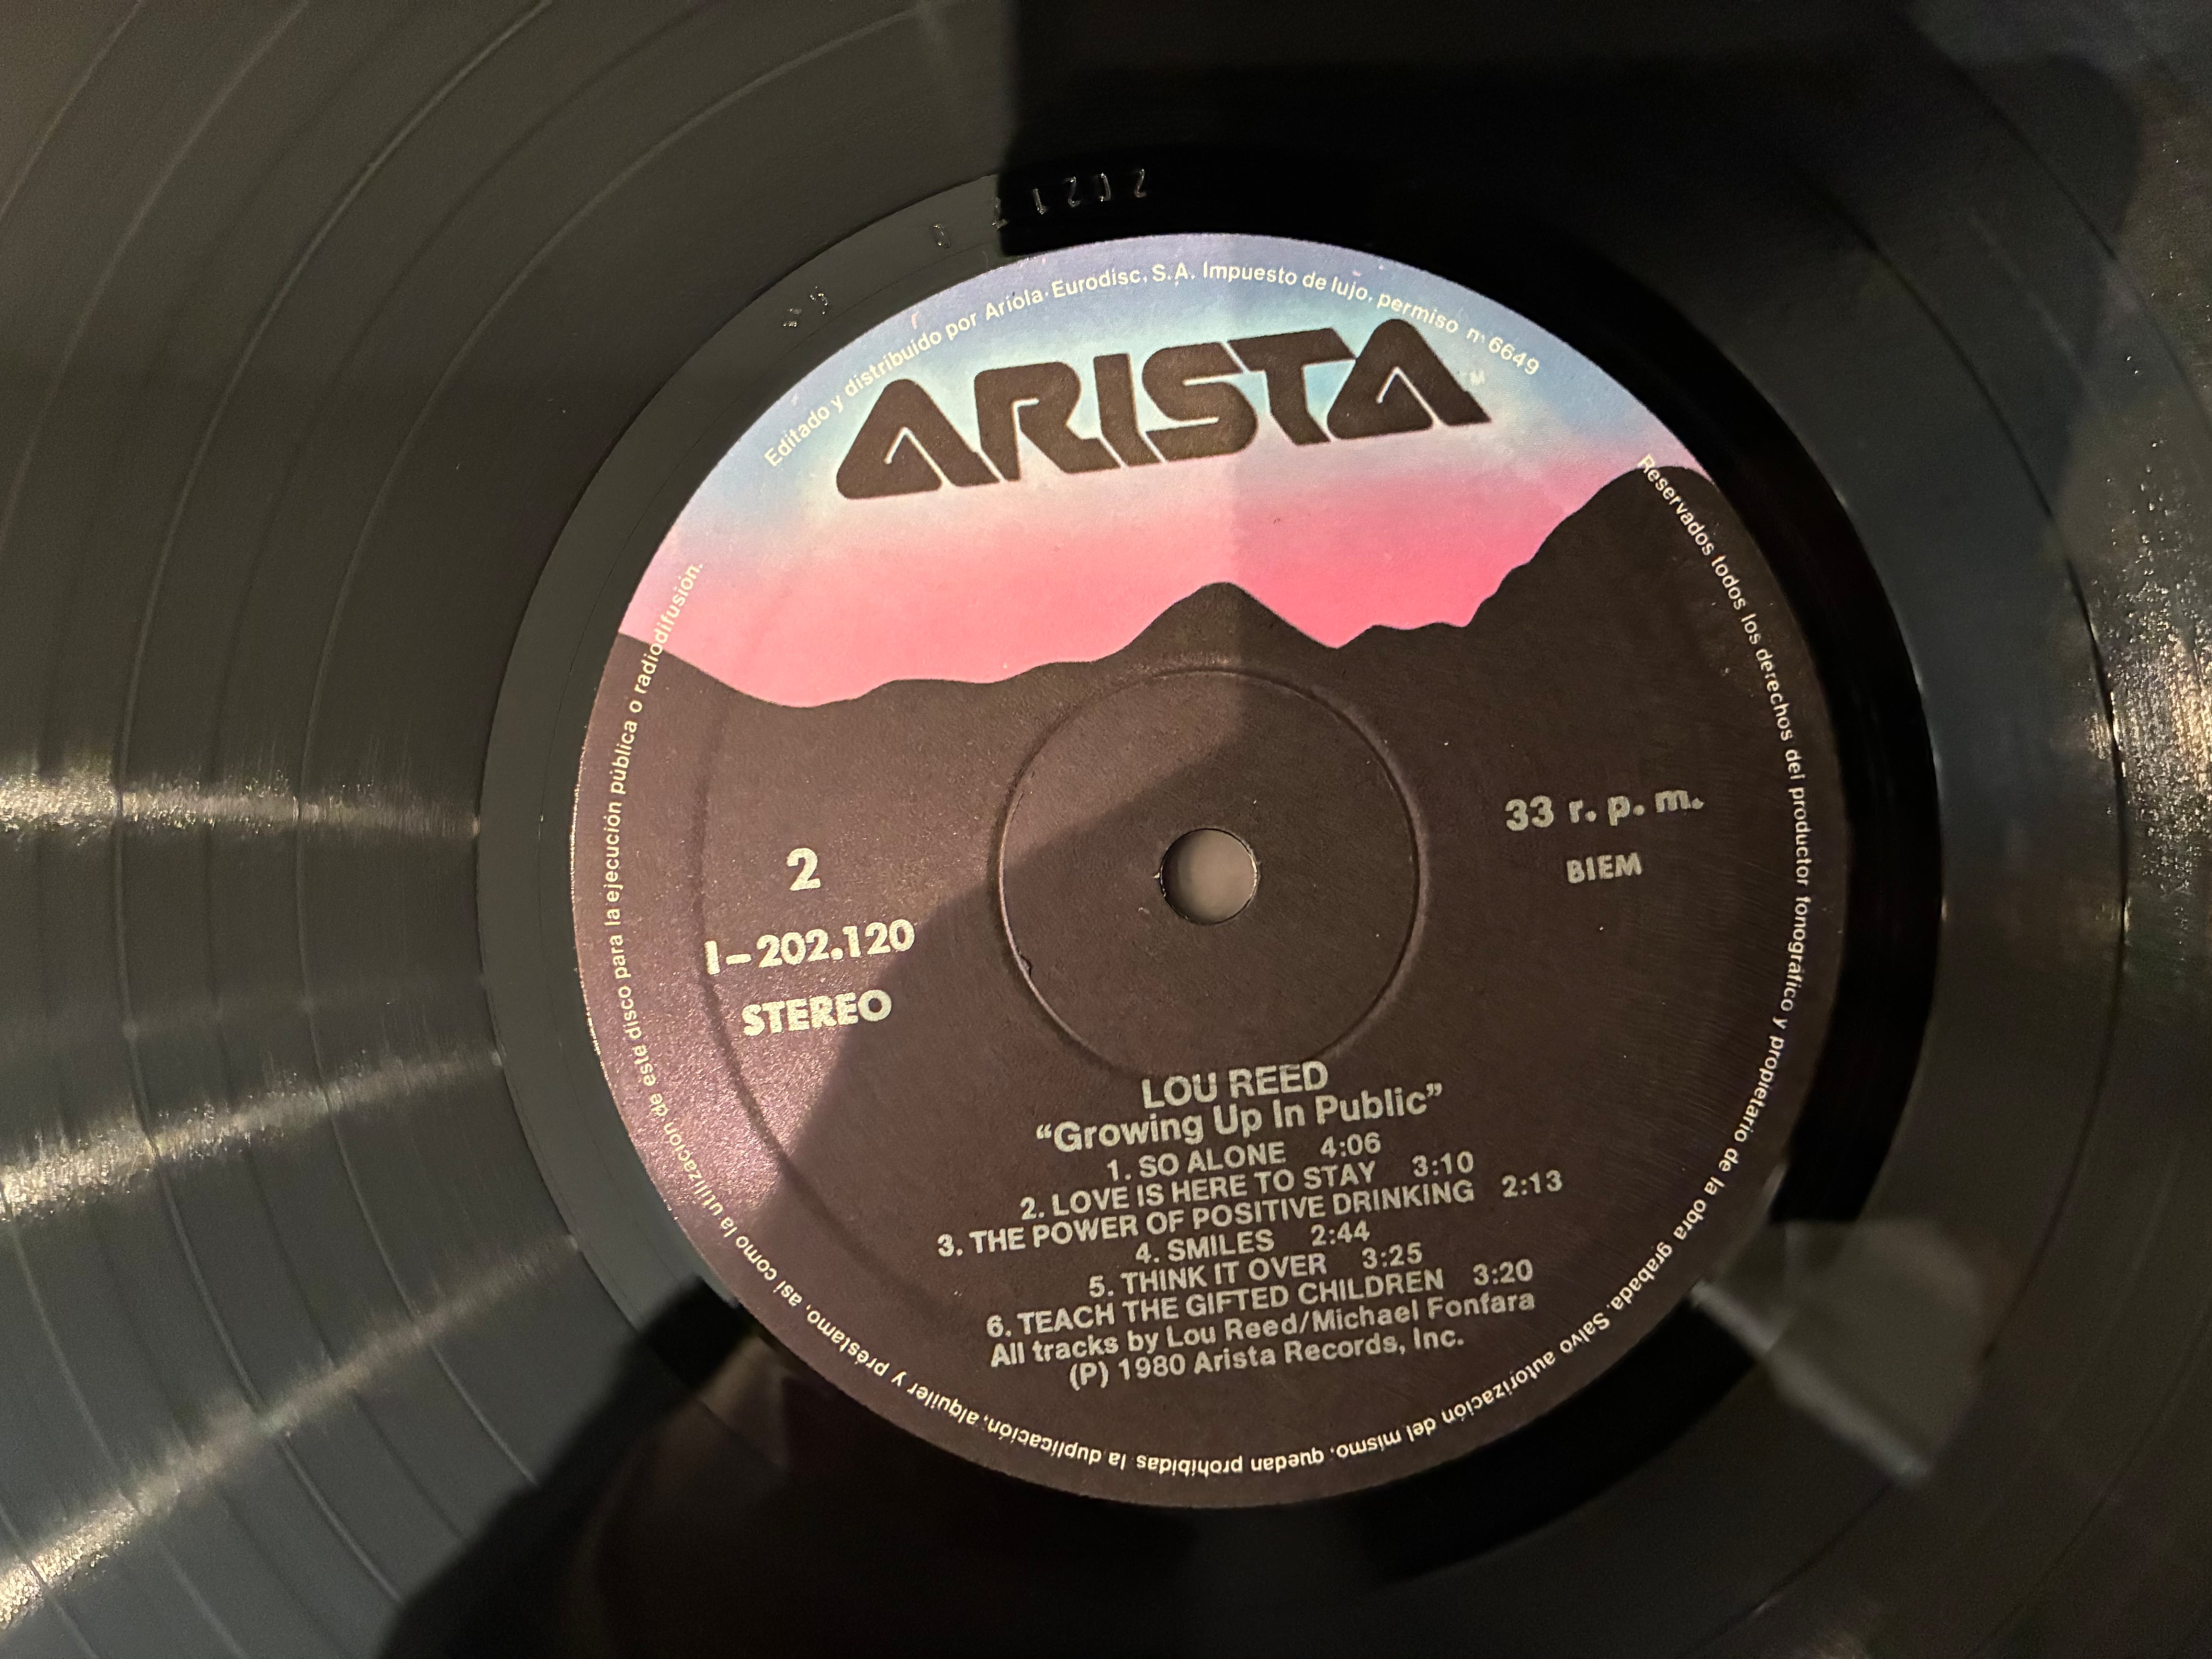 Editado y distribuido por Ariola-Eurodisc, S.A. Impuesto de lujo, permiso nº 6649
ARISTA
Reservados todos los derechos del productor fonográfico y propietario de la obra grabada. Salvo autorización del mismo, quedan prohibidas la duplicación, alquiler y préstamo, asi como la utilización de este disco para la ejecución pública o radiodifusión.
33 r. p. m.
BIEM
2
I-202.120
STEREO
LOU REED
“Growing Up In Public”
1. SO ALONE 4:06
2. LOVE IS HERE TO STAY 3:10
3. THE POWER OF POSITIVE DRINKING 2:13
4. SMILES 2:44
5. THINK IT OVER 3:25
6. TEACH THE GIFTED CHILDREN 3:20
All tracks by Lou Reed/Michael Fonfara
(P) 1980 Arista Records, Inc.